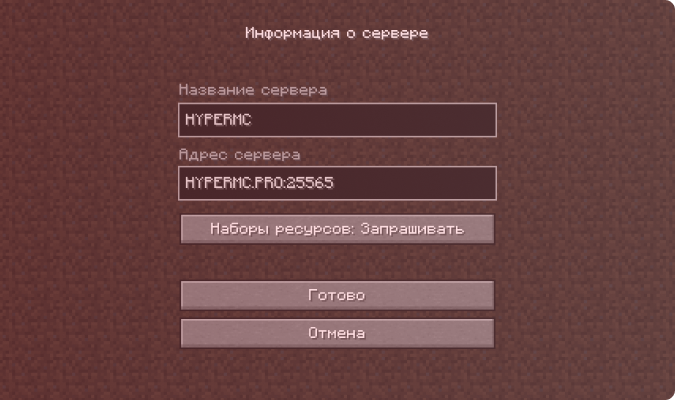 Информация о сервере
Название сервера
HYPERMC
Адрес сервера
HYPERMC.PRO:25565
Наборы ресурсов: Запрашивать
Готово
Отмена